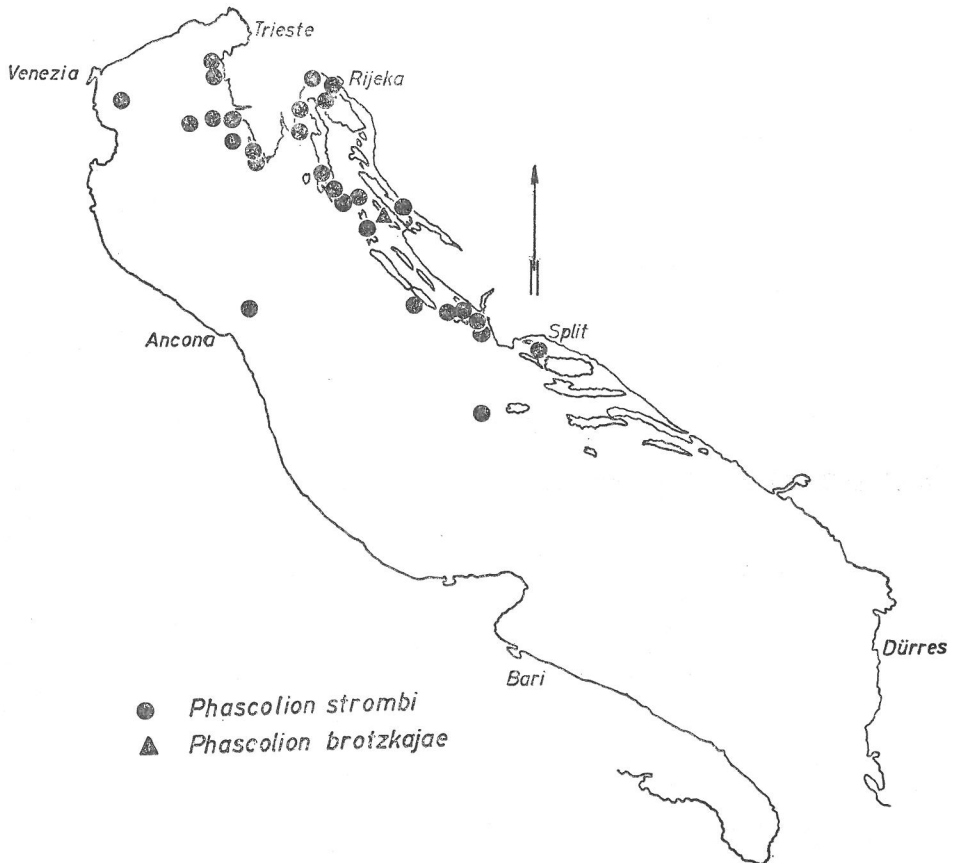 Trieste
Venezia
Rijeka
Split
Ancona
Dürres
Bari
Phascolion strombi
Phascolion brotzkajae